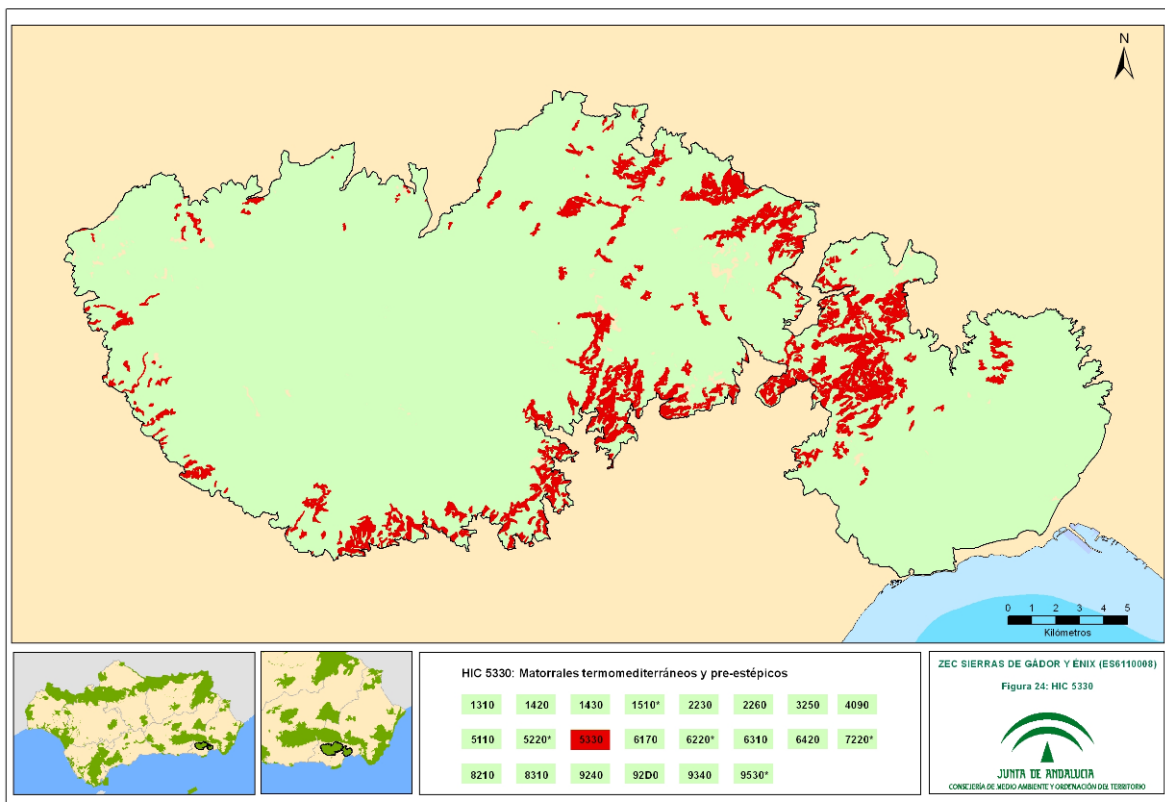 N
0 1 2 3 4 5
Kilómetros
HIC 5330: Matorrales termomediterráneos y pre-estépicos
1310 1420 1430 1510* 2230 2260 3250 4090
5110 5220* 5330 6170 6220* 6310 6420 7220*
8210 8310 9240 92D0 9340 9530*
ZEC SIERRAS DE GÁDOR Y ÉNIX (ES6110008)
Figura 24: HIC 5330
JUNTA DE ANDALUCIA
CONSEJERÍA DE MEDIO AMBIENTE Y ORDENACIÓN DEL TERRITORIO